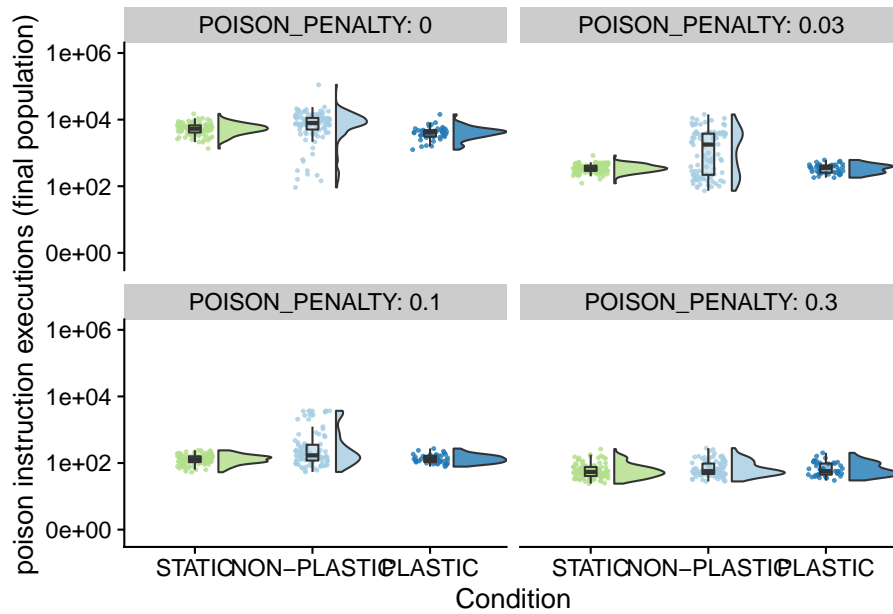 poison instruction executions (final population)
POISON_PENALTY: 0
POISON_PENALTY: 0.03
1e+06
1e+04
1e+02
0e+00
POISON_PENALTY: 0.1
POISON_PENALTY: 0.3
1e+06
1e+04
1e+02
0e+00
STATIC NON−PLASTIC PLASTIC STATIC NON−PLASTIC PLASTIC
Condition